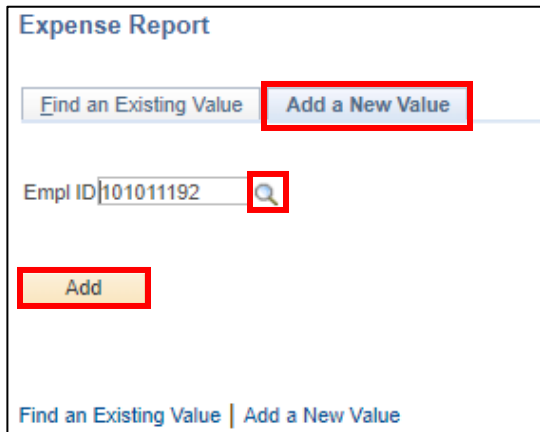 Expense Report
Find an Existing Value
Add a New Value
Empl ID 101011192
Add
Find an Existing Value | Add a New Value